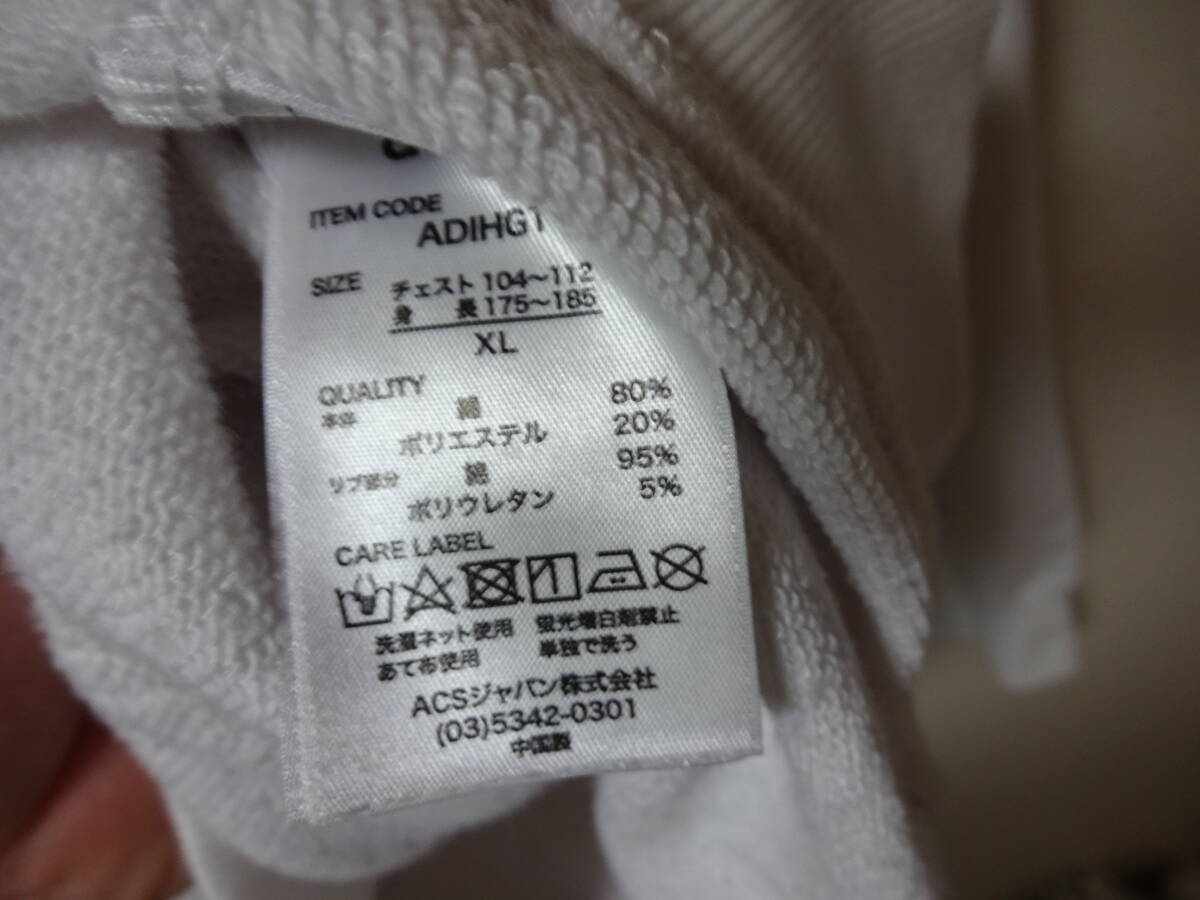 ITEM CODE
ADIHG1
SIZE チェスト 104～112
身 長 175～185
XL
QUALITY
本体 綿 80%
ポリエステル 20%
リブ部分 綿 95%
ポリウレタン 5%
CARE LABEL
洗濯ネット使用 蛍光増白剤禁止
あて布使用 単独で洗う
ACSジャパン株式会社
(03)5342-0301
中国製